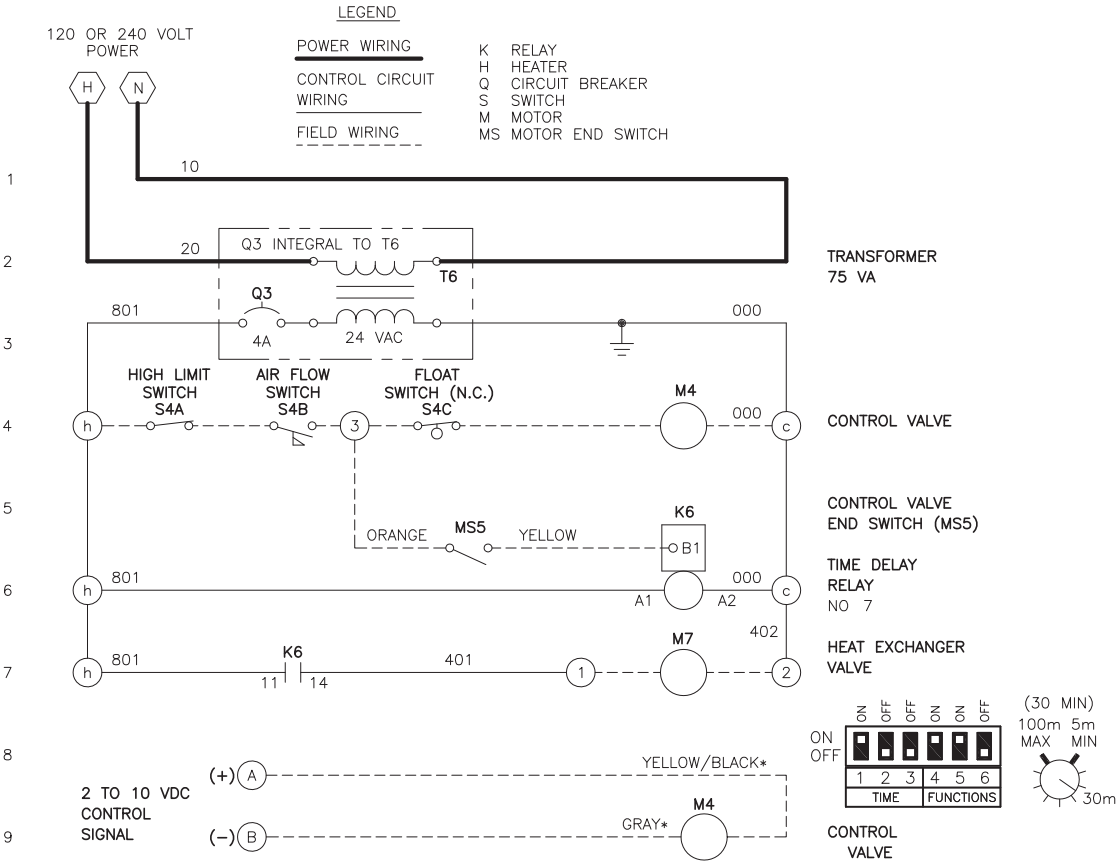 LEGEND
120 OR 240 VOLT
POWER
H
N
POWER WIRING
CONTROL CIRCUIT
WIRING
FIELD WIRING
K RELAY
H HEATER
Q CIRCUIT BREAKER
S SWITCH
M MOTOR
MS MOTOR END SWITCH
1
10
2
20
Q3 INTEGRAL TO T6
T6
TRANSFORMER
75 VA
3
801
Q3
4A
24 VAC
000
HIGH LIMIT
SWITCH
S4A
AIR FLOW
SWITCH
S4B
FLOAT
SWITCH (N.C.)
S4C
M4
4
h
3
000
c
CONTROL VALVE
5
ORANGE
MS5
YELLOW
K6
B1
CONTROL VALVE
END SWITCH (MS5)
6
h
801
A1
A2
000
c
TIME DELAY
RELAY
NO 7
402
7
h
801
K6
11
14
401
1
M7
2
HEAT EXCHANGER
VALVE
ON OFF OFF ON ON OFF
ON
OFF
1 2 3 4 5 6
TIME FUNCTIONS
(30 MIN)
100m 5m
MAX MIN
30m
8
(+) A
YELLOW/BLACK*
2 TO 10 VDC
CONTROL
SIGNAL
9
(-) B
GRAY*
M4
CONTROL
VALVE